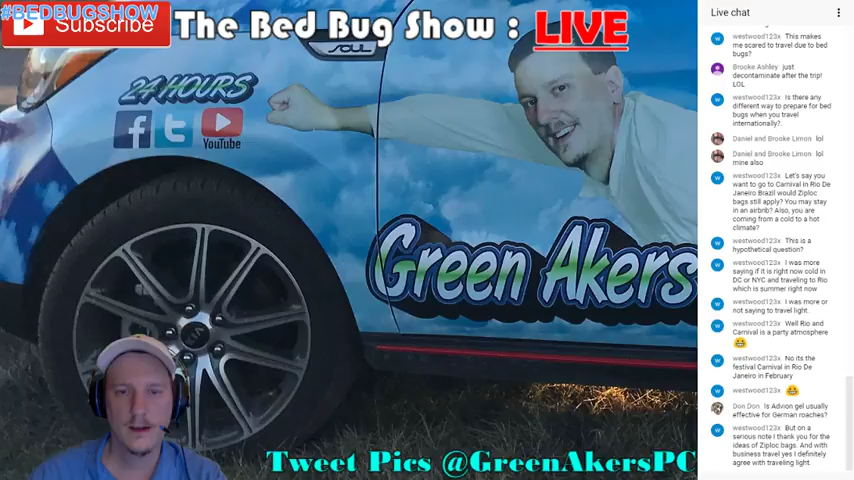 #BEDBUGSHOW
Subscribe
The Bed Bug Show : LIVE
SOUL
24 HOURS
YouTube
Green Akers
Tweet Pics @GreenAkersPC
Live chat
westwood123x This makes
me scared to travel due to bed
bugs?
Brooke Ashley just
decontaminate after the trip!
LOL
westwood123x Is there any
different way to prepare for bed
bugs when you travel
internationally?
Daniel and Brooke Limon lol
Daniel and Brooke Limon lol
mine also
westwood123x Let's say you
want to go to Carnival In Rio De
Janeiro Brazil would Ziploc
bags still apply? You may stay
in an airbnb? Also, you are
coming from a cold to a hot
climate?
westwood123x This is a
hypothetical question?
westwood123x I was more
saying if it is right now cold in
DC or NYC and traveling to Rio
which is summer right now
westwood123x I was more or
not saying to travel light.
westwood123x Well Rio and
Carnival is a party atmosphere
😂
westwood123x No its the
festival Carnival in Rio De
Janeiro in February
westwood123x 😂
Don Don Is Advion gel usually
effective for German roaches?
westwood123x But on a
serious note I thank you for the
ideas of Ziploc bags. And with
business travel yes I definitely
agree with traveling light.